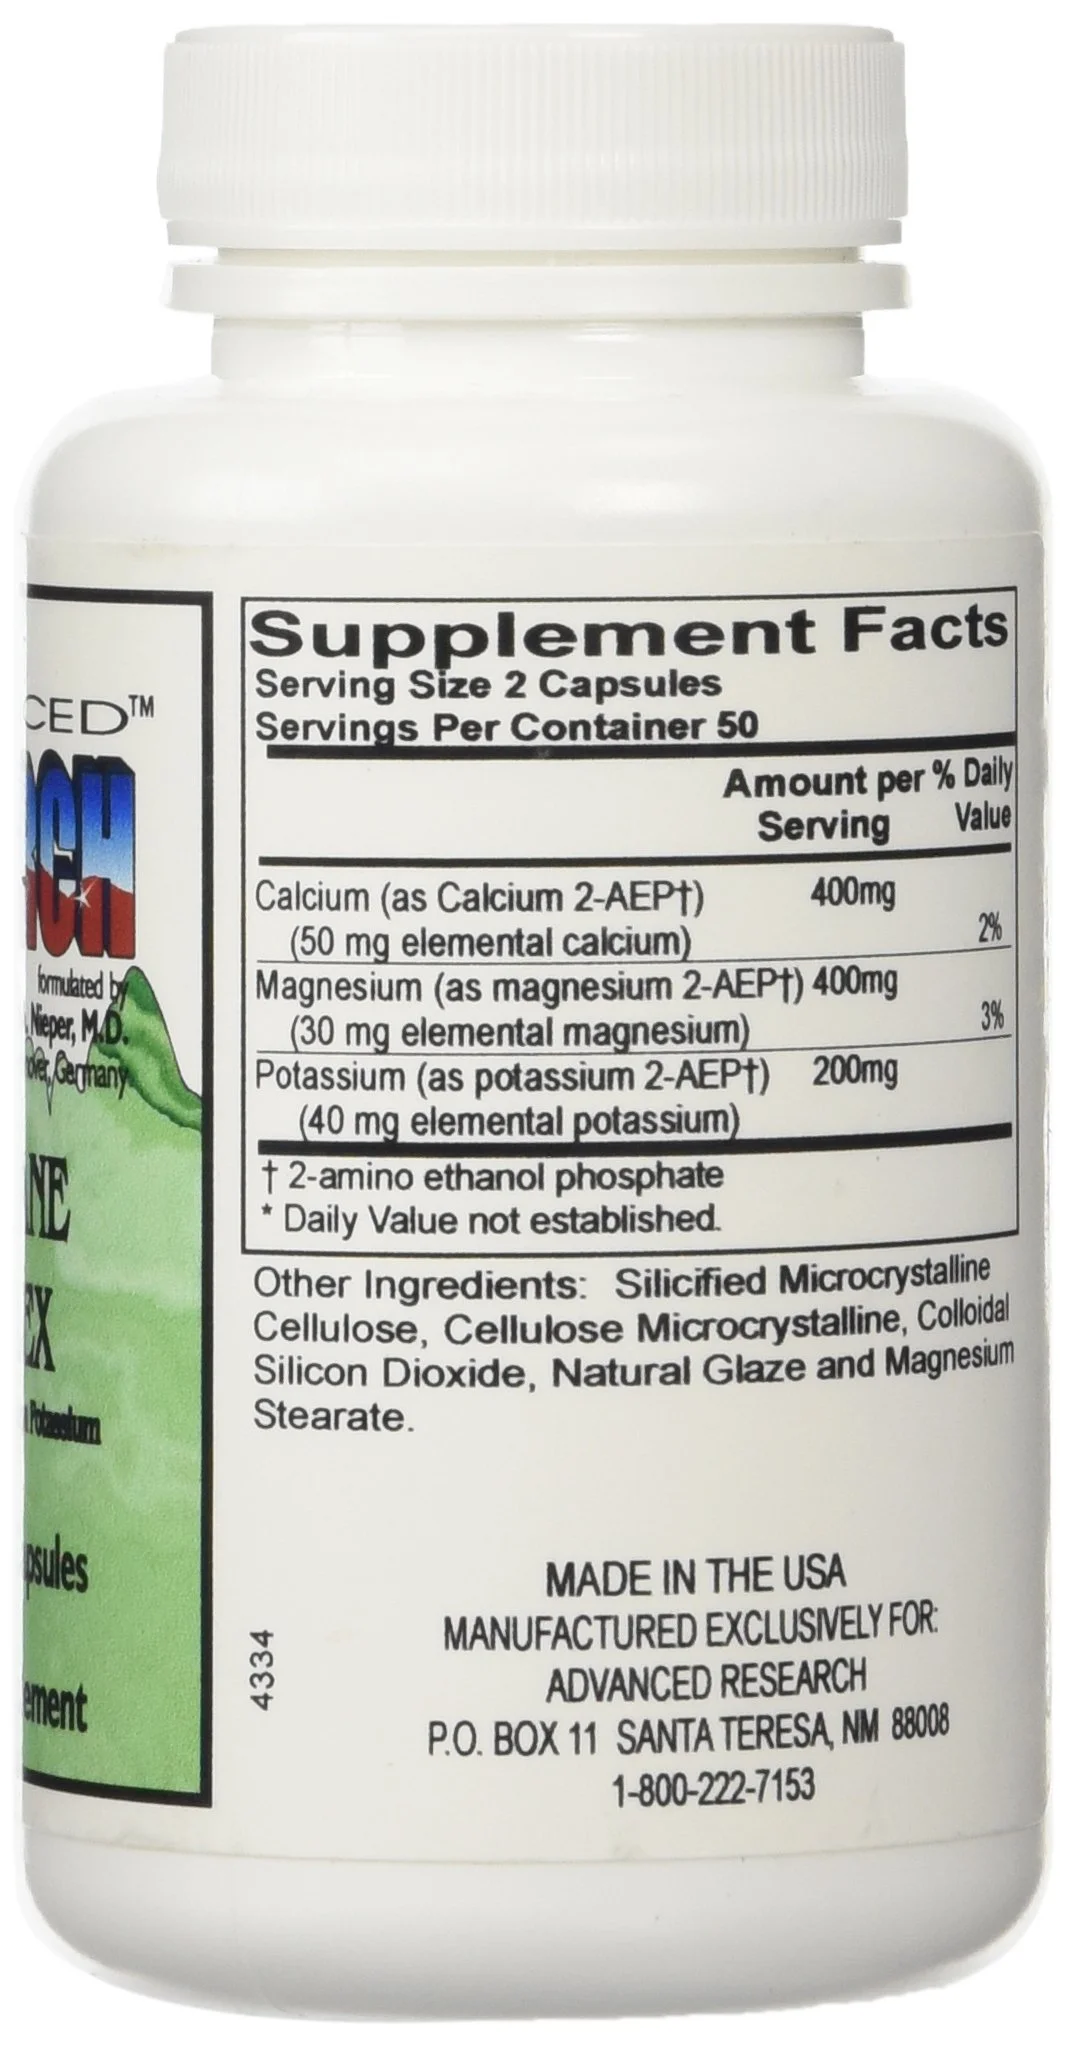 CED™
RCH
formulated by
Nieper, M.D.
Germany
NE
EX
Potassium
psules
ement
Supplement Facts
Serving Size 2 Capsules
Servings Per Container 50
Amount per % Daily
Serving Value
Calcium (as Calcium 2-AEP†) 400mg
(50 mg elemental calcium) 2%
Magnesium (as magnesium 2-AEP†) 400mg
(30 mg elemental magnesium) 3%
Potassium (as potassium 2-AEP†) 200mg
(40 mg elemental potassium)
† 2-amino ethanol phosphate
* Daily Value not established.
Other Ingredients: Silicified Microcrystalline
Cellulose, Cellulose Microcrystalline, Colloidal
Silicon Dioxide, Natural Glaze and Magnesium
Stearate.
4334
MADE IN THE USA
MANUFACTURED EXCLUSIVELY FOR:
ADVANCED RESEARCH
P.O. BOX 11 SANTA TERESA, NM 88008
1-800-222-7153